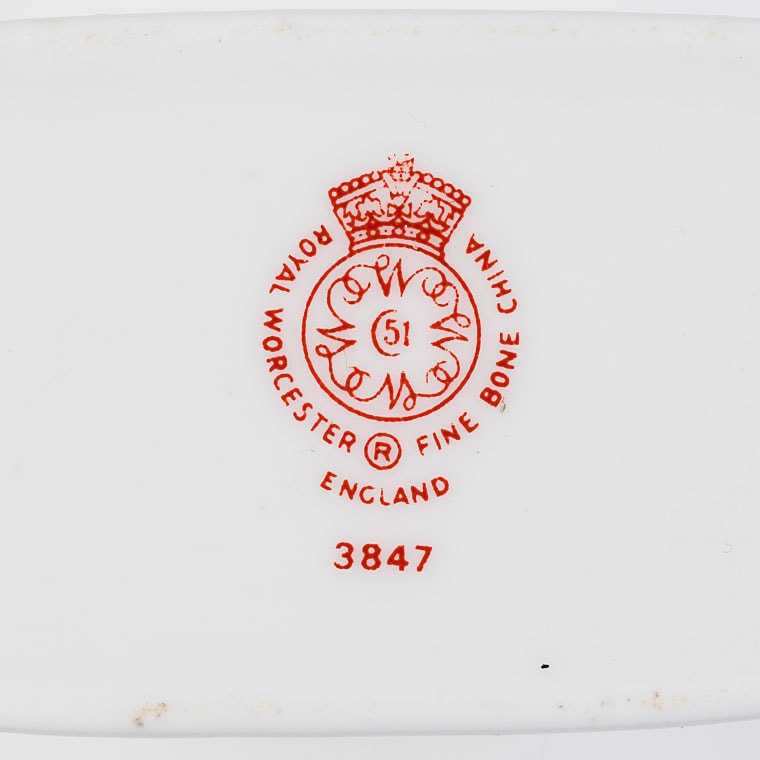 ROYAL WORCESTER ® FINE BONE CHINA
51
ENGLAND
3847